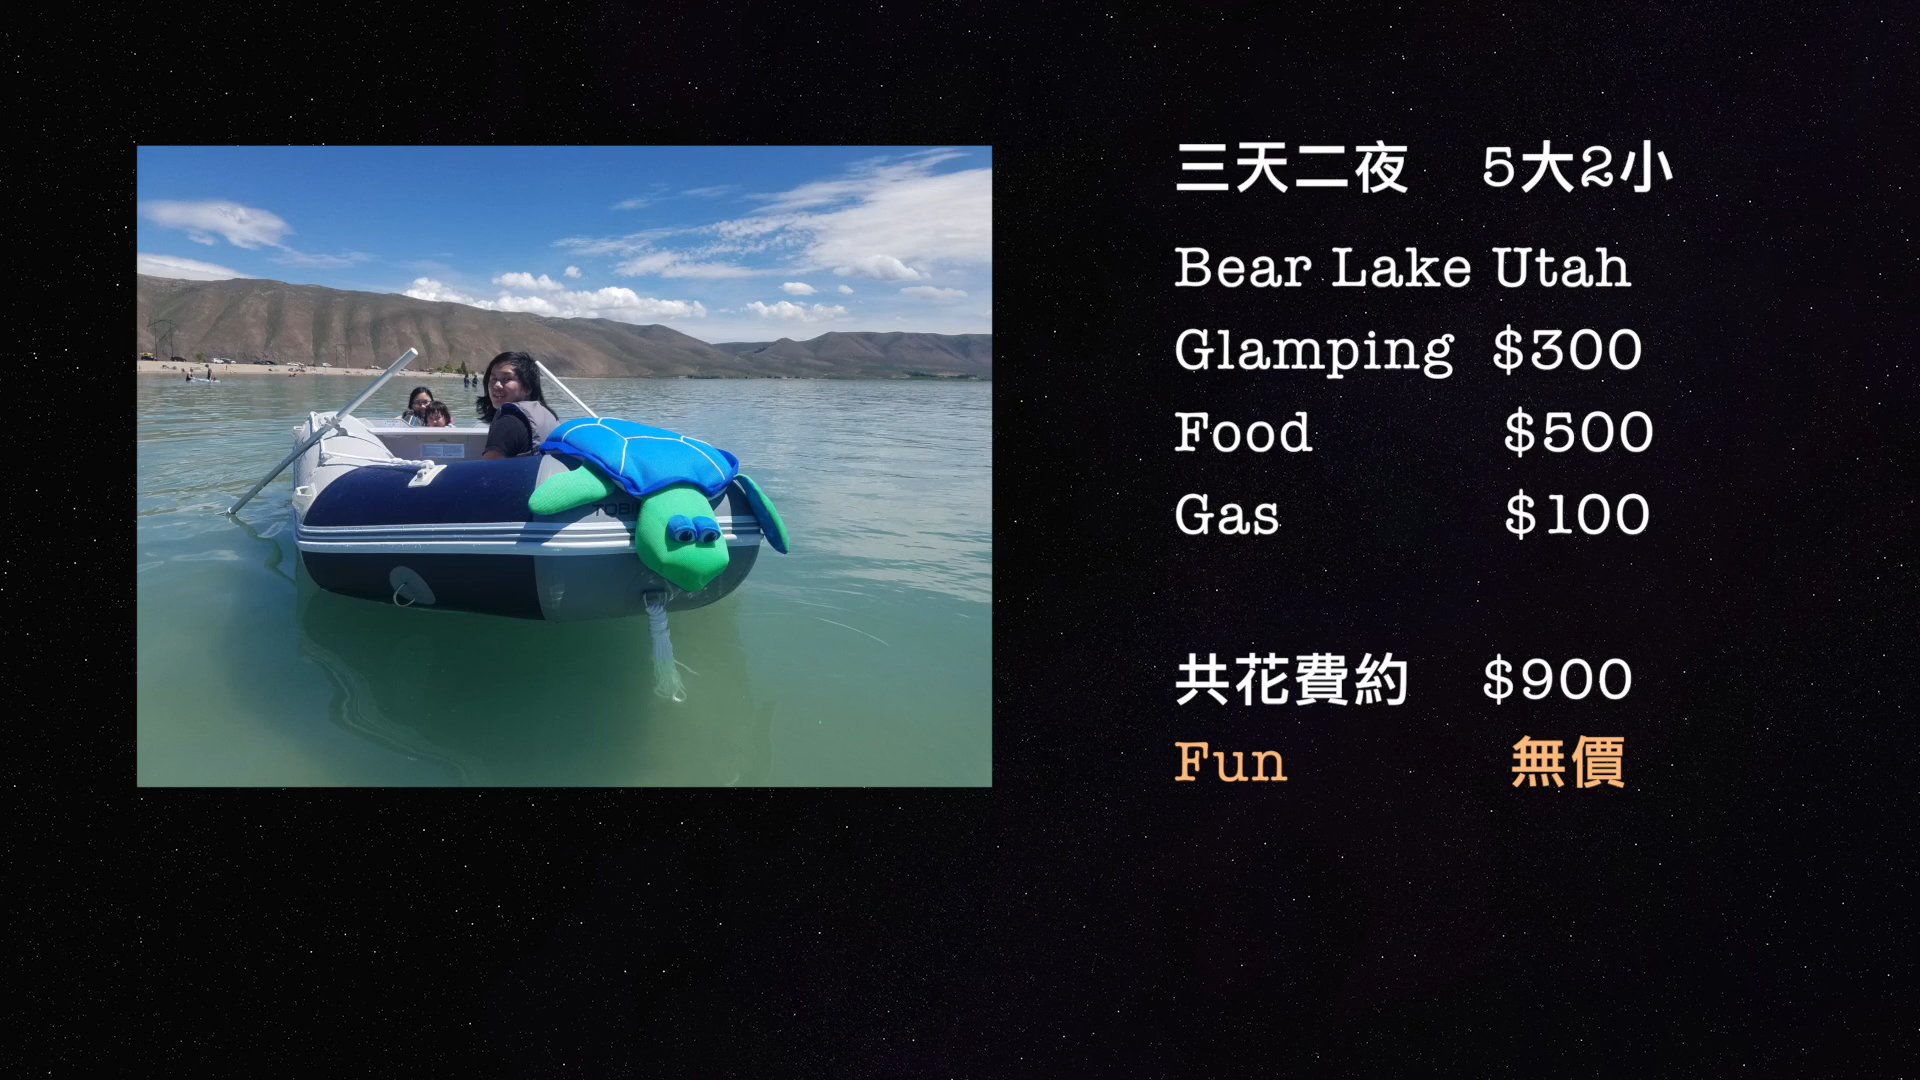 三天二夜 5大2小
Bear Lake Utah
Glamping $300
Food $500
Gas $100
共花費約 $900
Fun 無價